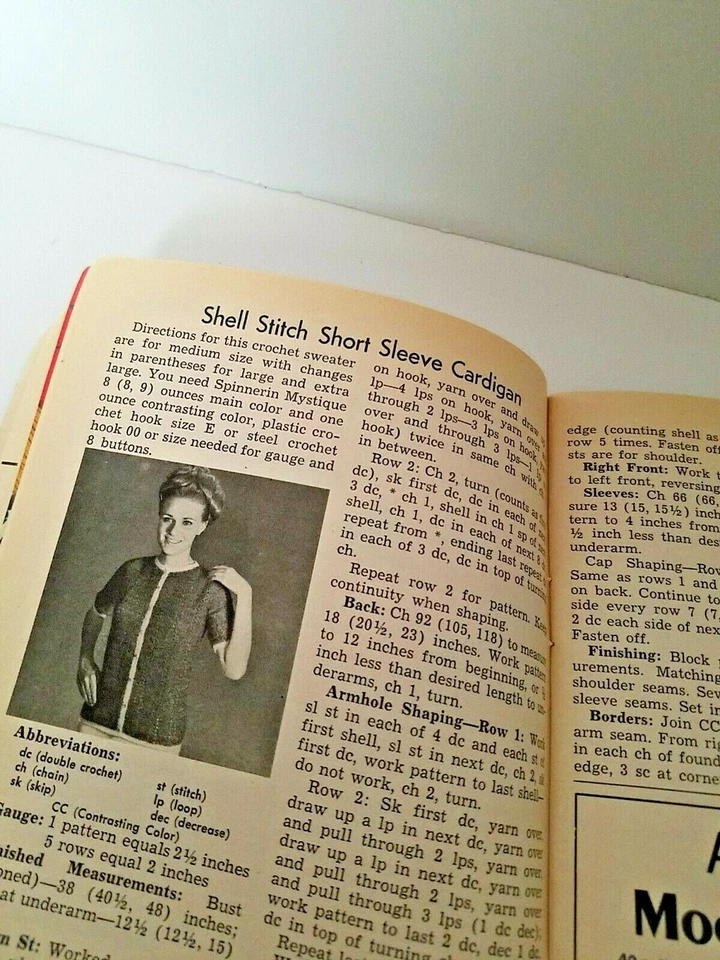 Shell Stitch Short Sleeve Cardigan
Directions for this crochet sweater
are for medium size with changes
in parentheses for large and extra
large. You need Spinnerin Mystique
8 (8, 9) ounces main color and one
ounce contrasting color, plastic cro-
chet hook size E or steel crochet
hook 00 or size needed for gauge and
8 buttons.
Abbreviations:
dc (double crochet)
ch (chain)
sk (skip)
st (stitch)
lp (loop)
dec (decrease)
CC (Contrasting Color)
Gauge: 1 pattern equals 2½ inches
5 rows equal 2 inches
Measurements: Bust
38 (40½, 48) inches;
at underarm—12½ (12½, 15)
St: Worked
on hook, yarn over and draw
lp—4 lps on hook, yarn over
through 2 lps—3 lps on hook,
over and through 3 lps—1
hook) twice in same ch with
in between.
Row 2: Ch 2, turn (counts as
dc), sk first dc, dc in each of
3 dc, * ch 1, shell in ch 1 sp of
shell, ch 1, dc in each of next 8
repeat from *, ending last repeat
in each of 3 dc, dc in top of turning
ch.
Repeat row 2 for pattern. Keep
continuity when shaping.
Back: Ch 92 (105, 118) to measure
18 (20½, 23) inches. Work pattern
to 12 inches from beginning, or ½
inch less than desired length to un-
derarms, ch 1, turn.
Armhole Shaping—Row 1: Work
sl st in each of 4 dc and each st of
first shell, sl st in next dc, ch 2, sk
first dc, work pattern to last shell—
do not work, ch 2, turn.
Row 2: Sk first dc, yarn over,
draw up a lp in next dc, yarn over
and pull through 2 lps, yarn over,
draw up a lp in next dc, yarn over
and pull through 2 lps, yarn over
and pull through 3 lps (1 dc dec),
work pattern to last 2 dc, dec 1 dc,
dc in top of turning
Repeat last
edge (counting shell as
row 5 times. Fasten off
sts are for shoulder.
Right Front: Work
to left front, reversing
Sleeves: Ch 66 (66,
sure 13 (15, 15½) inch
tern to 4 inches from
½ inch less than des
underarm.
Cap Shaping—Row
Same as rows 1 and
on back. Continue to
side every row 7 (7,
2 dc each side of next
Fasten off.
Finishing: Block
urements. Matching
shoulder seams. Sew
sleeve seams. Set in
Borders: Join CC
arm seam. From rig
in each ch of found
edge, 3 sc at corne